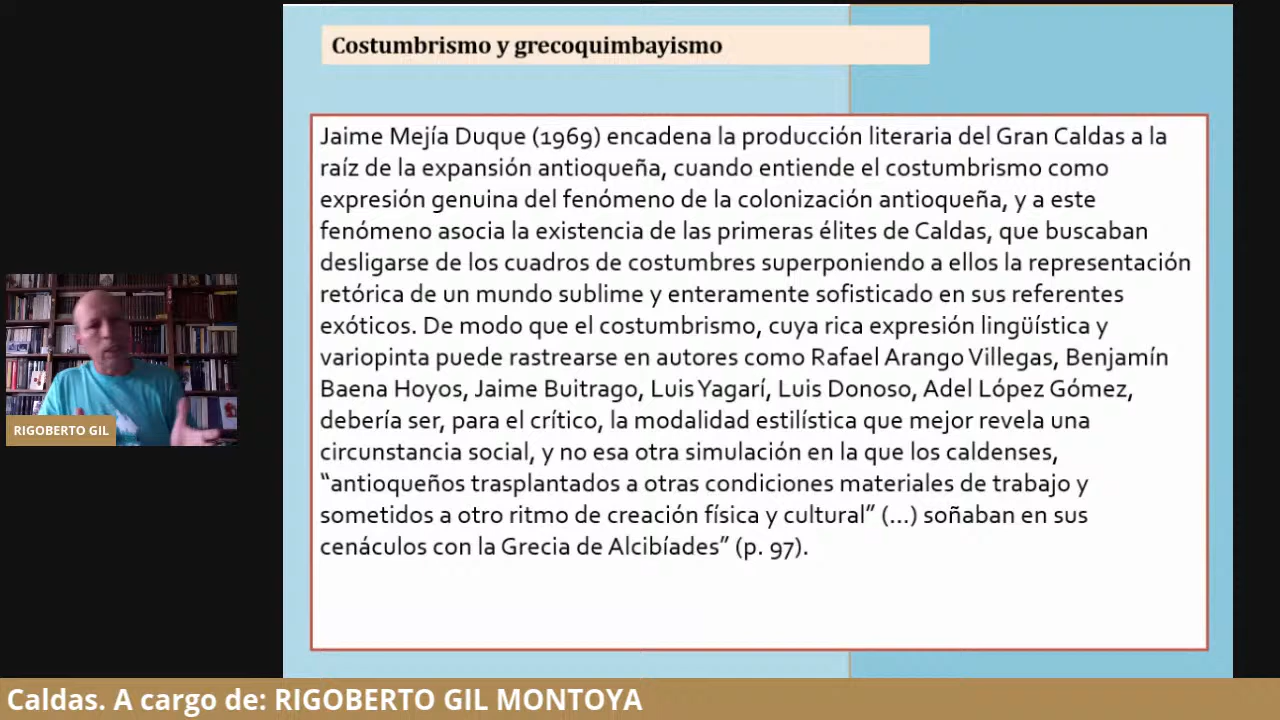 Costumbrismo y grecoquimbayismo
Jaime Mejía Duque (1969) encadena la producción literaria del Gran Caldas a la
raíz de la expansión antioqueña, cuando entiende el costumbrismo como
expresión genuina del fenómeno de la colonización antioqueña, y a este
fenómeno asocia la existencia de las primeras élites de Caldas, que buscaban
desligarse de los cuadros de costumbres superponiendo a ellos la representación
retórica de un mundo sublime y enteramente sofisticado en sus referentes
exóticos. De modo que el costumbrismo, cuya rica expresión lingüística y
variopinta puede rastrearse en autores como Rafael Arango Villegas, Benjamín
Baena Hoyos, Jaime Buitrago, Luis Yagarí, Luis Donoso, Adel López Gómez,
debería ser, para el crítico, la modalidad estilística que mejor revela una
circunstancia social, y no esa otra simulación en la que los caldenses,
“antioqueños trasplantados a otras condiciones materiales de trabajo y
sometidos a otro ritmo de creación física y cultural” (...) soñaban en sus
cenáculos con la Grecia de Alcibíades” (p. 97).
RIGOBERTO GIL
Caldas. A cargo de: RIGOBERTO GIL MONTOYA